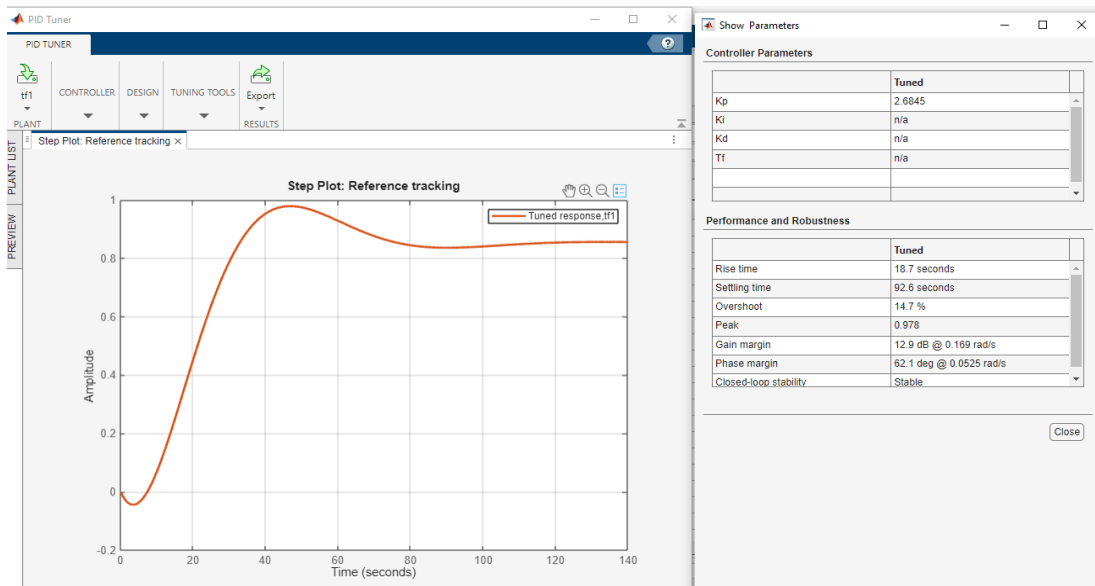 PID Tuner
PID TUNER
tf1
PLANT
CONTROLLER
DESIGN
TUNING TOOLS
Export
RESULTS
PLANT LIST
PREVIEW
Step Plot: Reference tracking
Step Plot: Reference tracking
Tuned response,tf1
Amplitude
1
0.8
0.6
0.4
0.2
0
-0.2
0 20 40 60 80 100 120 140
Time (seconds)
Show Parameters
Controller Parameters
Tuned
Kp 2.6845
Ki n/a
Kd n/a
Tf n/a
Performance and Robustness
Tuned
Rise time 18.7 seconds
Settling time 92.6 seconds
Overshoot 14.7 %
Peak 0.978
Gain margin 12.9 dB @ 0.169 rad/s
Phase margin 62.1 deg @ 0.0525 rad/s
Closed-loop stability Stable
Close